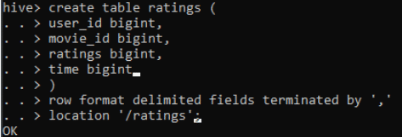 hive> create table ratings (
. . > user_id bigint,
. . > movie_id bigint,
. . > ratings bigint,
. . > time bigint
. . > )
. . > row format delimited fields terminated by ','
. . > location '/ratings';
OK